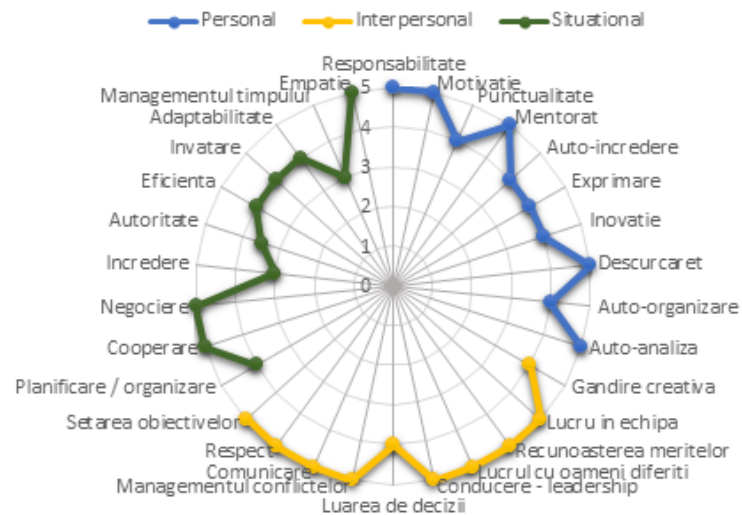 Personal Interpersonal Situational
Responsabilitate
Empatie 5 Motivatie
Managementul timpului Punctualitate
Adaptabilitate 4 Mentorat
Invatare Auto-incredere
3
Eficienta Exprimare
2
Autoritate Inovatie
1
Incredere Descurcaret
0
Negociere Auto-organizare
Cooperare Auto-analiza
Planificare / organizare Gandire creativa
Setarea obiectivelor Lucru in echipa
Respect Recunoasterea meritelor
Comunicare Lucrul cu oameni diferiti
Managementul conflictelor Conducere - leadership
Luarea de decizii